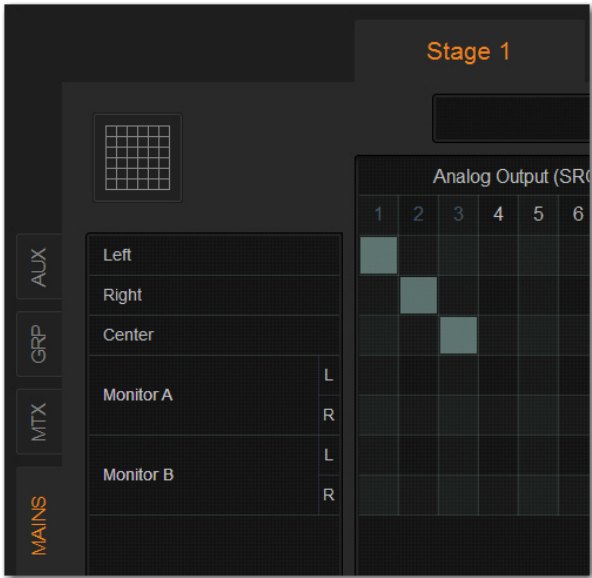 Stage 1
Analog Output (SRC
1 2 3 4 5 6
Left
Right
Center
Monitor A
L
R
Monitor B
L
R
AUX
GRP
MTX
MAINS